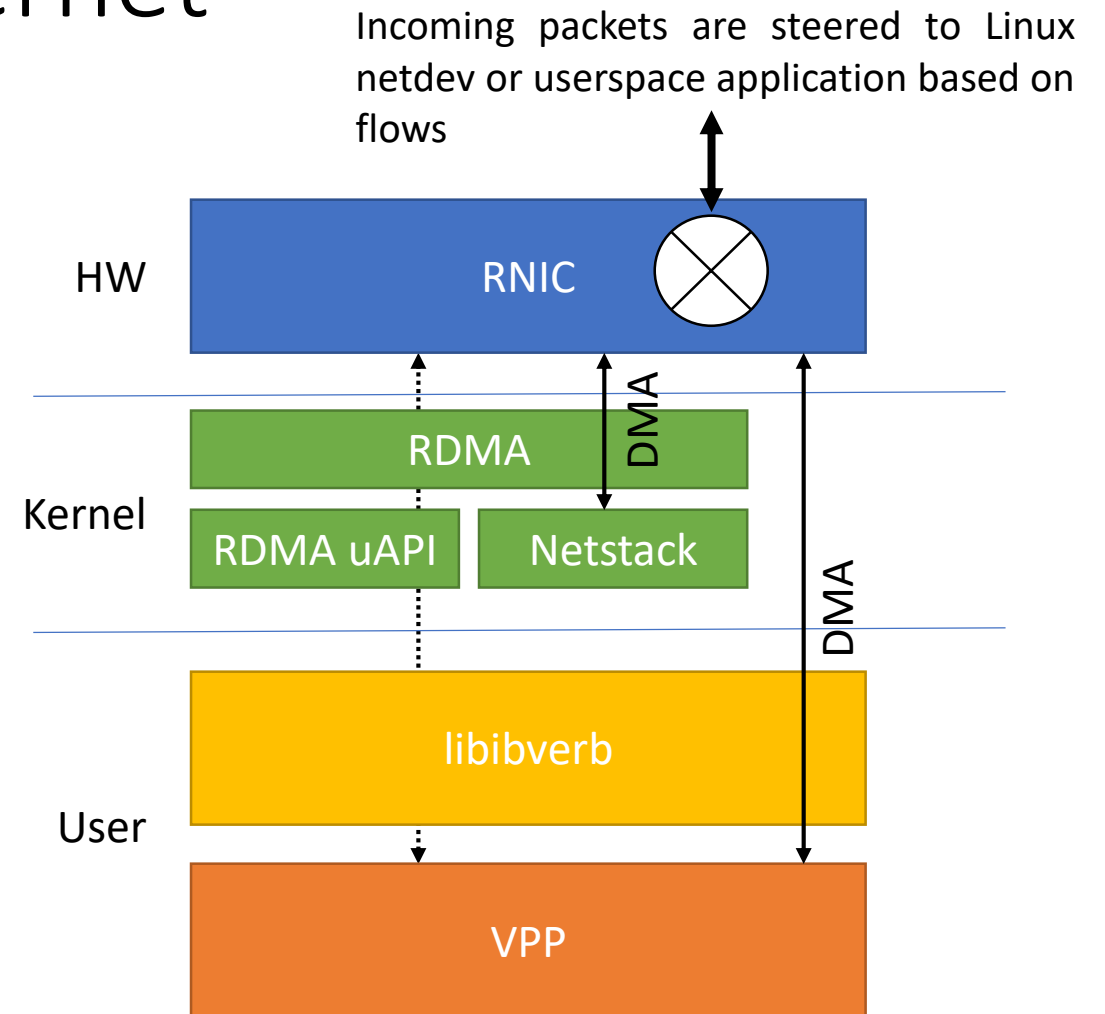 ernet
Incoming packets are steered to Linux
netdev or userspace application based on
flows
HW
RNIC
DMA
RDMA
Kernel
RDMA uAPI
Netstack
DMA
libibverb
User
VPP